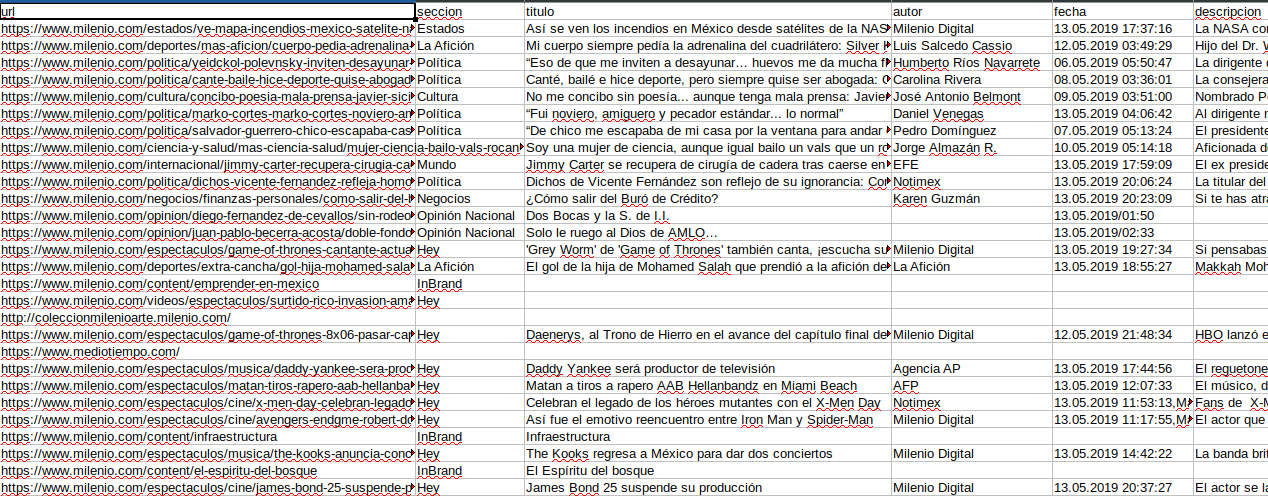 url seccion titulo autor fecha descripcion
https://www.milenio.com/estados/ve-mapa-incendios-mexico-satelite-n Estados Así se ven los incendios en México desde satélites de la NAS Milenio Digital 13.05.2019 17:37:16 La NASA con
https://www.milenio.com/deportes/mas-aficion/cuerpo-pedia-adrenalina La Afición Mi cuerpo siempre pedía la adrenalina del cuadrilátero: Silver Luis Salcedo Cassio 12.05.2019 03:49:29 Hijo del Dr. W
https://www.milenio.com/politica/yeidckol-polevnsky-inviten-desayunar Política “Eso de que me inviten a desayunar… huevos me da mucha f Humberto Ríos Navarrete 06.05.2019 05:50:47 La dirigente
https://www.milenio.com/politica/cante-baile-hice-deporte-quise-abogad Política Canté, bailé e hice deporte, pero siempre quise ser abogada: Carolina Rivera 08.05.2019 03:36:01 La consejera
https://www.milenio.com/cultura/concibo-poesia-mala-prensa-javier-sici Cultura No me concibo sin poesía… aunque tenga mala prensa: Javie José Antonio Belmont 09.05.2019 03:51:00 Nombrado P
https://www.milenio.com/politica/marko-cortes-marko-cortes-noviero-an Política “Fui noviero, amiguero y pecador estándar... lo normal” Daniel Venegas 13.05.2019 04:06:42 Al dirigente n
https://www.milenio.com/politica/salvador-guerrero-chico-escapaba-cas Política “De chico me escapaba de mi casa por la ventana para andar Pedro Domínguez 07.05.2019 05:13:24 El presidente
https://www.milenio.com/ciencia-y-salud/mas-ciencia-salud/mujer-ciencia-bailo-vals-rocan Soy una mujer de ciencia, aunque igual bailo un vals que un ro Jorge Almazán R. 10.05.2019 05:14:18 Aficionada d
https://www.milenio.com/internacional/jimmy-carter-recupera-cirugia-ca Mundo Jimmy Carter se recupera de cirugía de cadera tras caerse en EFE 13.05.2019 17:59:09 El ex preside
https://www.milenio.com/politica/dichos-vicente-fernandez-refleja-homo Política Dichos de Vicente Fernández son reflejo de su ignorancia: Co Notimex 13.05.2019 20:06:24 La titular del
https://www.milenio.com/negocios/finanzas-personales/como-salir-del- Negocios ¿Cómo salir del Buró de Crédito? Karen Guzmán 13.05.2019 20:23:09 Si te has atra
https://www.milenio.com/opinion/diego-fernandez-de-cevallos/sin-rodeo Opinión Nacional Dos Bocas y la S. de I.I. 13.05.2019/01:50
https://www.milenio.com/opinion/juan-pablo-becerra-acosta/doble-fondo Opinión Nacional Solo le ruego al Dios de AMLO… 13.05.2019/02:33
https://www.milenio.com/espectaculos/game-of-thrones-cantante-actua Hey 'Grey Worm' de 'Game of Thrones' también canta, ¡escucha su Milenio Digital 13.05.2019 19:27:34 Si pensabas
https://www.milenio.com/deportes/extra-cancha/gol-hija-mohamed-sala La Afición El gol de la hija de Mohamed Salah que prendió a la afición de La Afición 13.05.2019 18:55:27 Makkah Moh
https://www.milenio.com/content/emprender-en-mexico InBrand
https://www.milenio.com/videos/espectaculos/surtido-rico-invasion-ama Hey
http://coleccionmilenioarte.milenio.com/
https://www.milenio.com/espectaculos/game-of-thrones-8x06-pasar-cap Hey Daenerys, al Trono de Hierro en el avance del capítulo final de Milenio Digital 12.05.2019 21:48:34 HBO lanzó e
https://www.mediotiempo.com/
https://www.milenio.com/espectaculos/musica/daddy-yankee-sera-prod Hey Daddy Yankee será productor de televisión Agencia AP 13.05.2019 17:44:56 El reguetone
https://www.milenio.com/espectaculos/matan-tiros-rapero-aab-hellanba Hey Matan a tiros a rapero AAB Hellanbandz en Miami Beach AFP 13.05.2019 12:07:33 El músico, d
https://www.milenio.com/espectaculos/cine/x-men-day-celebran-legado Hey Celebran el legado de los héroes mutantes con el X-Men Day Notimex 13.05.2019 11:53:13,M Fans de X-M
https://www.milenio.com/espectaculos/cine/avengers-endgme-robert-do Hey Así fue el emotivo reencuentro entre Iron Man y Spider-Man Milenio Digital 13.05.2019 11:17:55,M El actor que
https://www.milenio.com/content/infraestructura InBrand Infraestructura
https://www.milenio.com/espectaculos/musica/the-kooks-anuncia-conc Hey The Kooks regresa a México para dar dos conciertos Milenio Digital 13.05.2019 14:42:22 La banda brit
https://www.milenio.com/content/el-espiritu-del-bosque InBrand El Espíritu del bosque
https://www.milenio.com/espectaculos/cine/james-bond-25-suspende-p Hey James Bond 25 suspende su producción Milenio Digital 13.05.2019 20:37:27 El actor se la